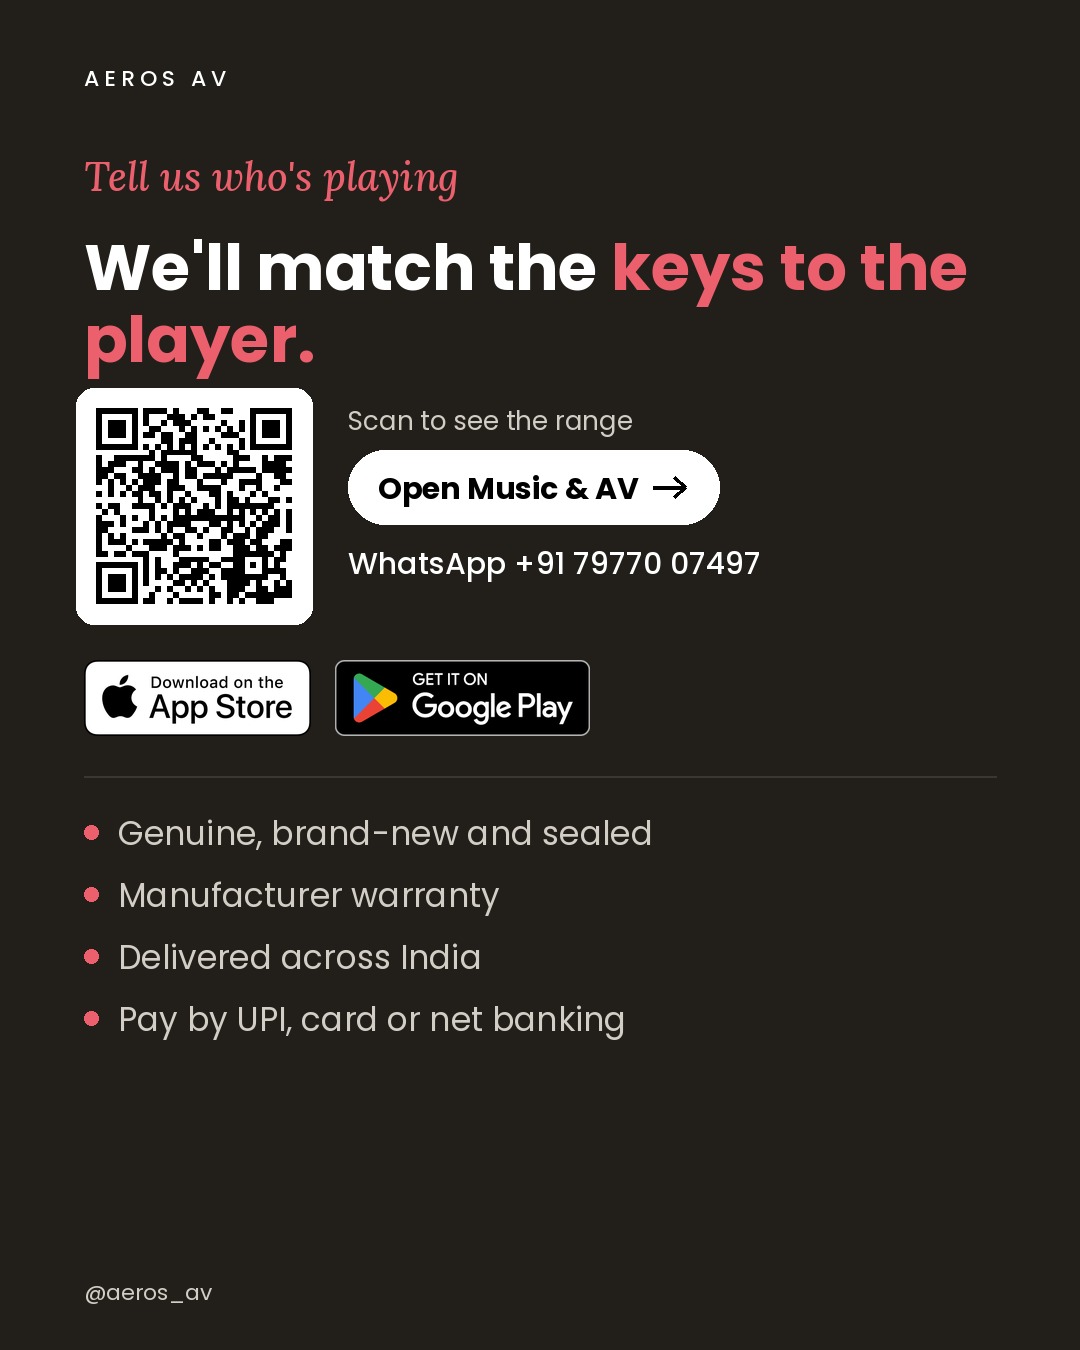 AEROS AV
Tell us who's playing
We'll match the keys to the
player.
Scan to see the range
Open Music & AV →
WhatsApp +91 79770 07497
Download on the
App Store
GET IT ON
Google Play
Genuine, brand-new and sealed
Manufacturer warranty
Delivered across India
Pay by UPI, card or net banking
@aeros_av